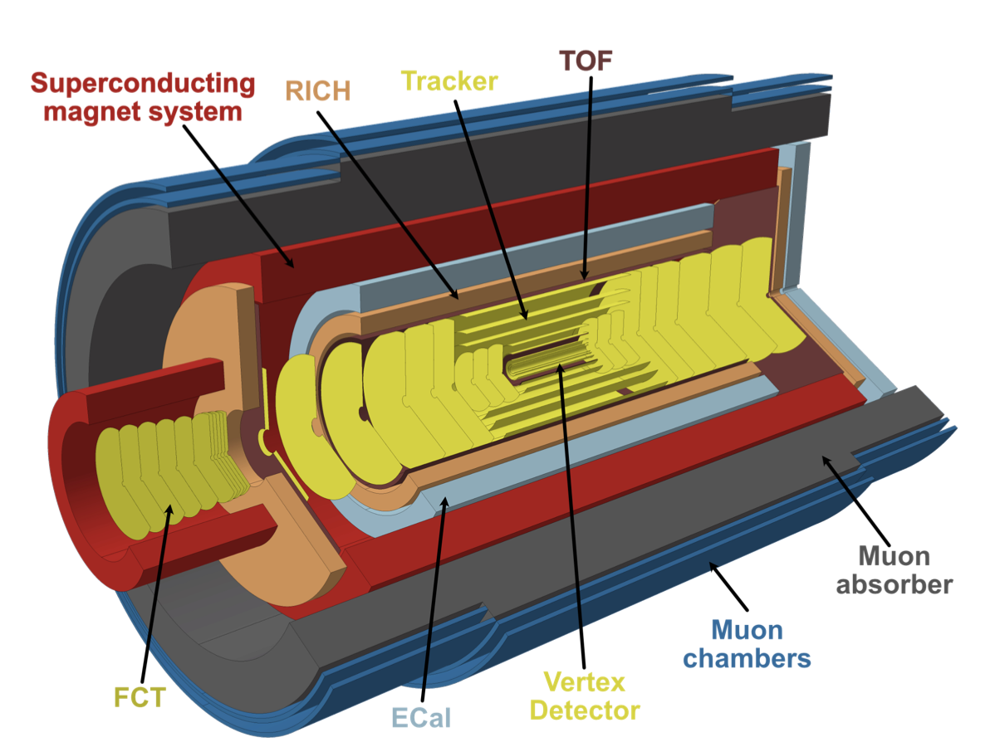 Superconducting
magnet system
RICH
Tracker
TOF
Muon
absorber
Muon
chambers
Vertex
Detector
ECal
FCT